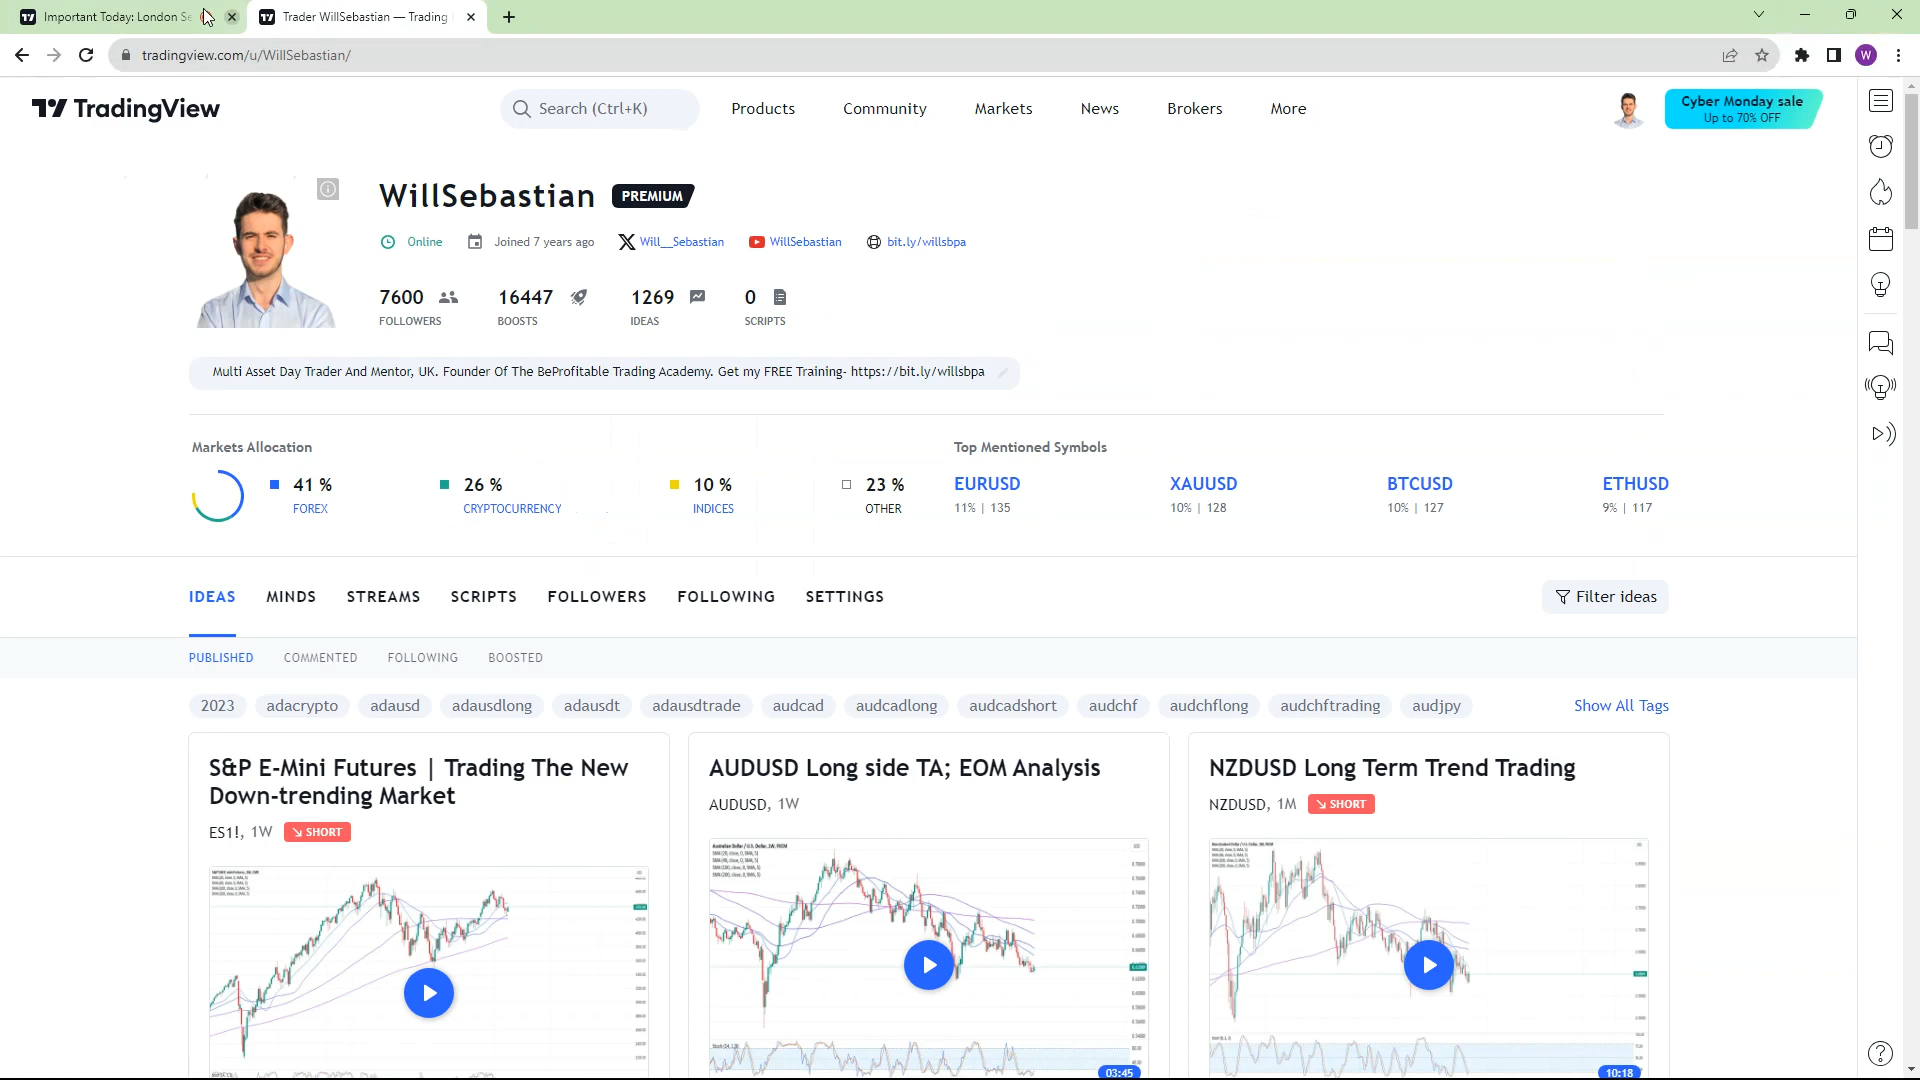 Important Today: London Se
Trader WillSebastian — Trading
tradingview.com/u/WillSebastian/
W
TradingView
Search (Ctrl+K)
Products
Community
Markets
News
Brokers
More
Cyber Monday sale
Up to 70% OFF
WillSebastian PREMIUM
Online
Joined 7 years ago
Will__Sebastian
WillSebastian
bit.ly/willsbpa
7600
16447
1269
0
FOLLOWERS
BOOSTS
IDEAS
SCRIPTS
Multi Asset Day Trader And Mentor, UK. Founder Of The BeProfitable Trading Academy. Get my FREE Training- https://bit.ly/willsbpa
Markets Allocation
41 %
FOREX
26 %
CRYPTOCURRENCY
10 %
INDICES
23 %
OTHER
Top Mentioned Symbols
EURUSD
11% | 135
XAUUSD
10% | 128
BTCUSD
10% | 127
ETHUSD
9% | 117
IDEAS
MINDS
STREAMS
SCRIPTS
FOLLOWERS
FOLLOWING
SETTINGS
Filter ideas
PUBLISHED
COMMENTED
FOLLOWING
BOOSTED
2023
adacrypto
adausd
adausdlong
adausdt
adausdtrade
audcad
audcadlong
audcadshort
audchf
audchflong
audchftrading
audjpy
Show All Tags
S&P E-Mini Futures | Trading The New
Down-trending Market
ES1!, 1W SHORT
AUDUSD Long side TA; EOM Analysis
AUDUSD, 1W
03:45
NZDUSD Long Term Trend Trading
NZDUSD, 1M SHORT
10:18